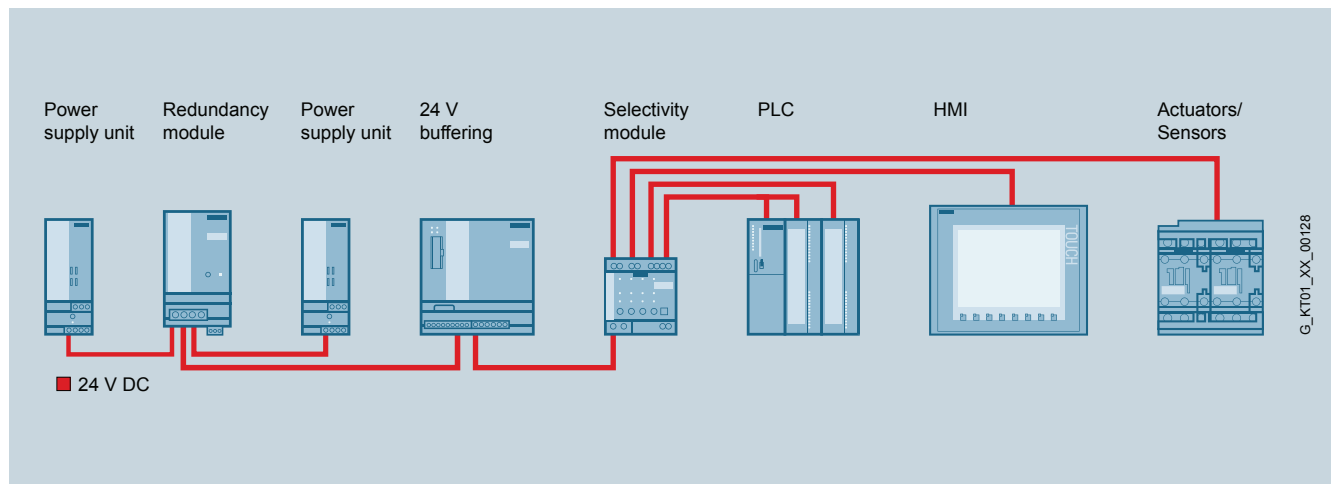 Power
supply unit
Redundancy
module
Power
supply unit
24 V
buffering
Selectivity
module
PLC
HMI
Actuators/
Sensors
TOUCH
24 V DC
G_KT01_XX_00128